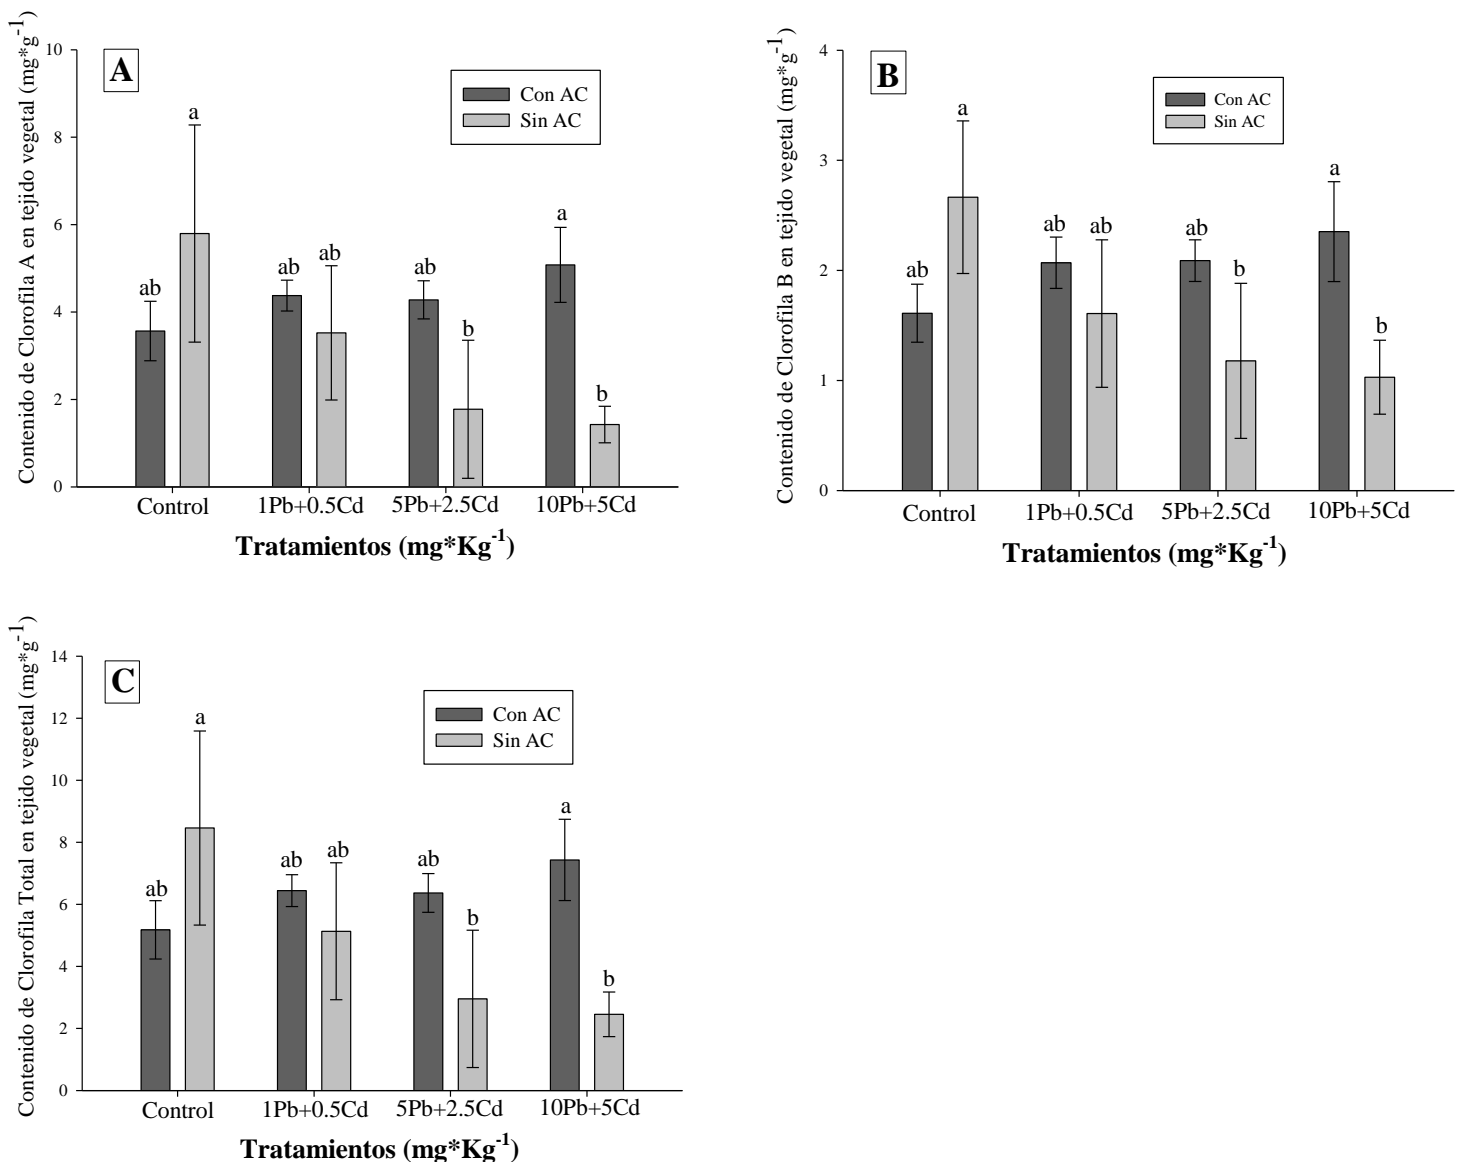 Contenido de Clorofila A en tejido vegetal (mg*g-1)
10
8
6
4
2
0
A
Con AC
Sin AC
ab
a
ab
ab
ab
b
a
b
Control
1Pb+0.5Cd
5Pb+2.5Cd
10Pb+5Cd
Tratamientos (mg*Kg-1)
Contenido de Clorofila B en tejido vegetal (mg*g-1)
4
3
2
1
0
B
Con AC
Sin AC
ab
a
ab
ab
ab
b
a
b
Control
1Pb+0.5Cd
5Pb+2.5Cd
10Pb+5Cd
Tratamientos (mg*Kg-1)
Contenido de Clorofila Total en tejido vegetal (mg*g-1)
14
12
10
8
6
4
2
0
C
Con AC
Sin AC
ab
a
ab
ab
ab
b
a
b
Control
1Pb+0.5Cd
5Pb+2.5Cd
10Pb+5Cd
Tratamientos (mg*Kg-1)